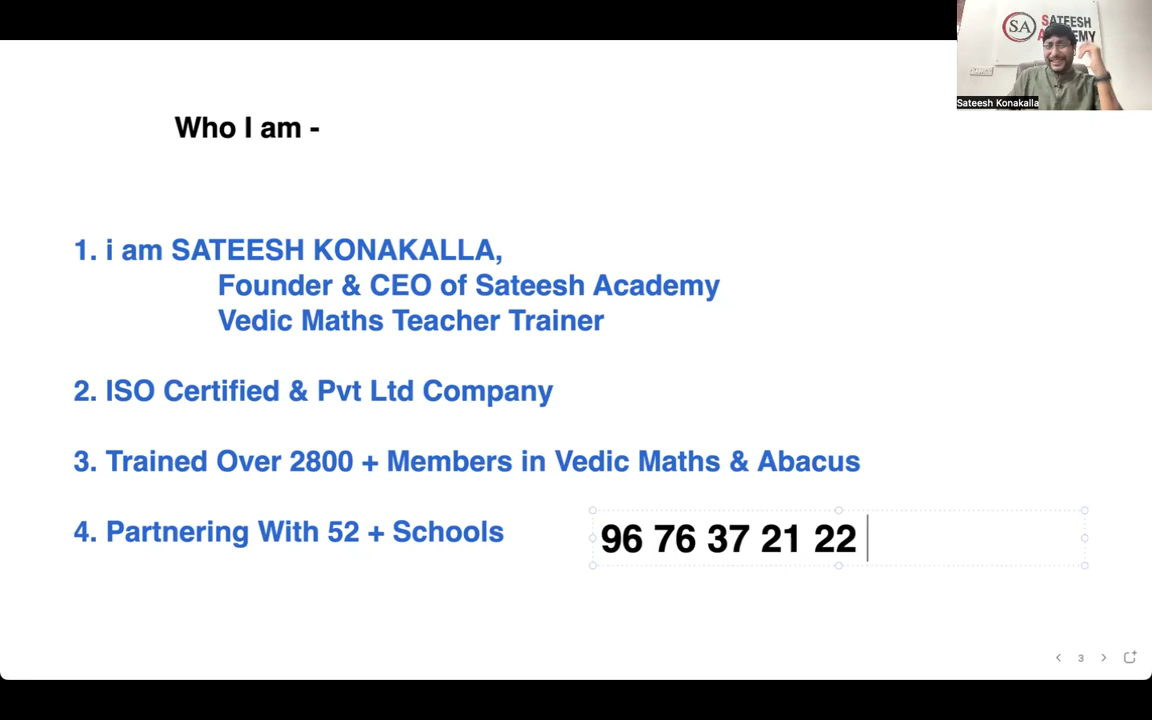 SA
SATEESH
Sateesh Konakalla
Who I am -
1. i am SATEESH KONAKALLA,
Founder & CEO of Sateesh Academy
Vedic Maths Teacher Trainer
2. ISO Certified & Pvt Ltd Company
3. Trained Over 2800 + Members in Vedic Maths & Abacus
4. Partnering With 52 + Schools
96 76 37 21 22
3